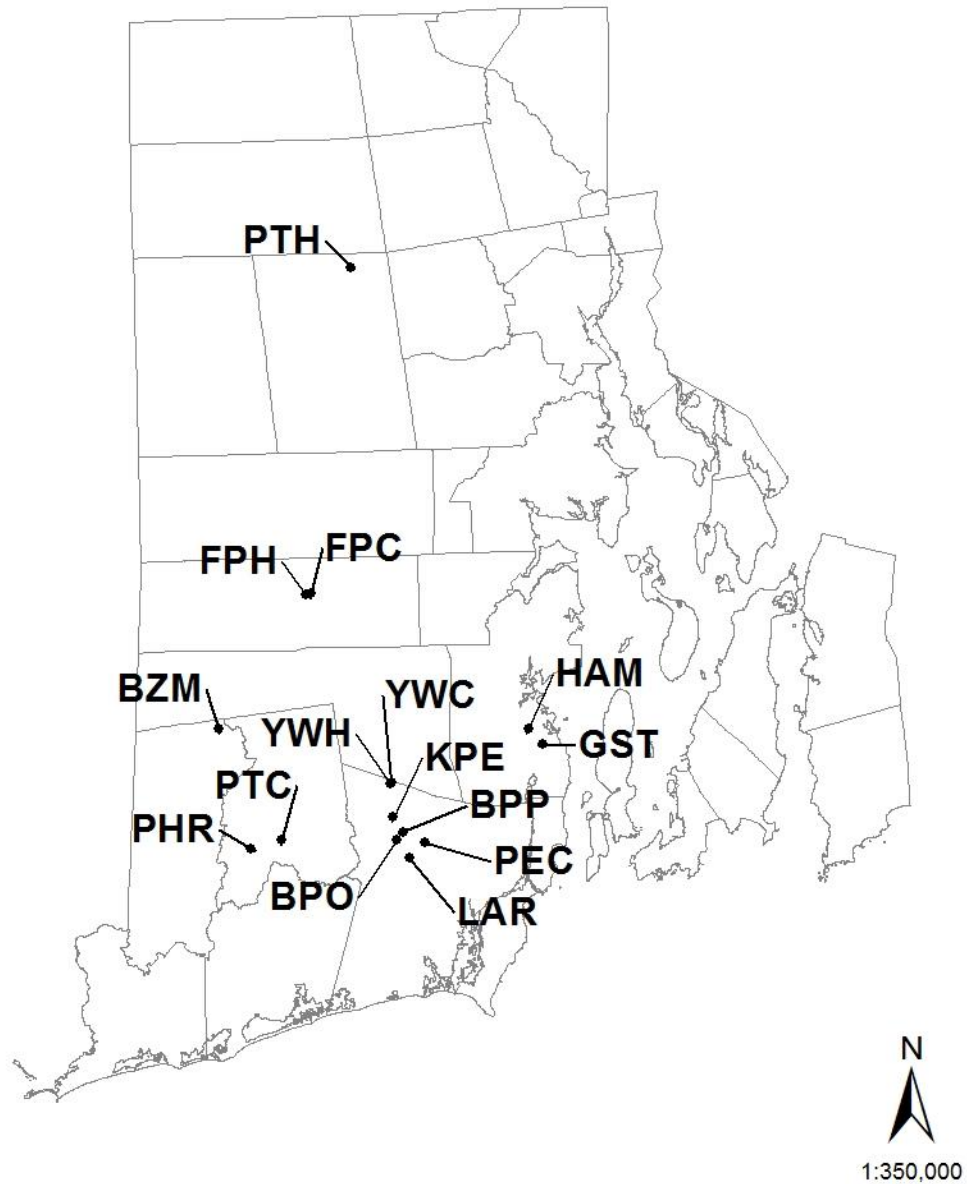 PTH
FPH
FPC
BZM
YWC
HAM
YWH
GST
KPE
PTC
BPP
PHR
PEC
BPO
LAR
N
1:350,000